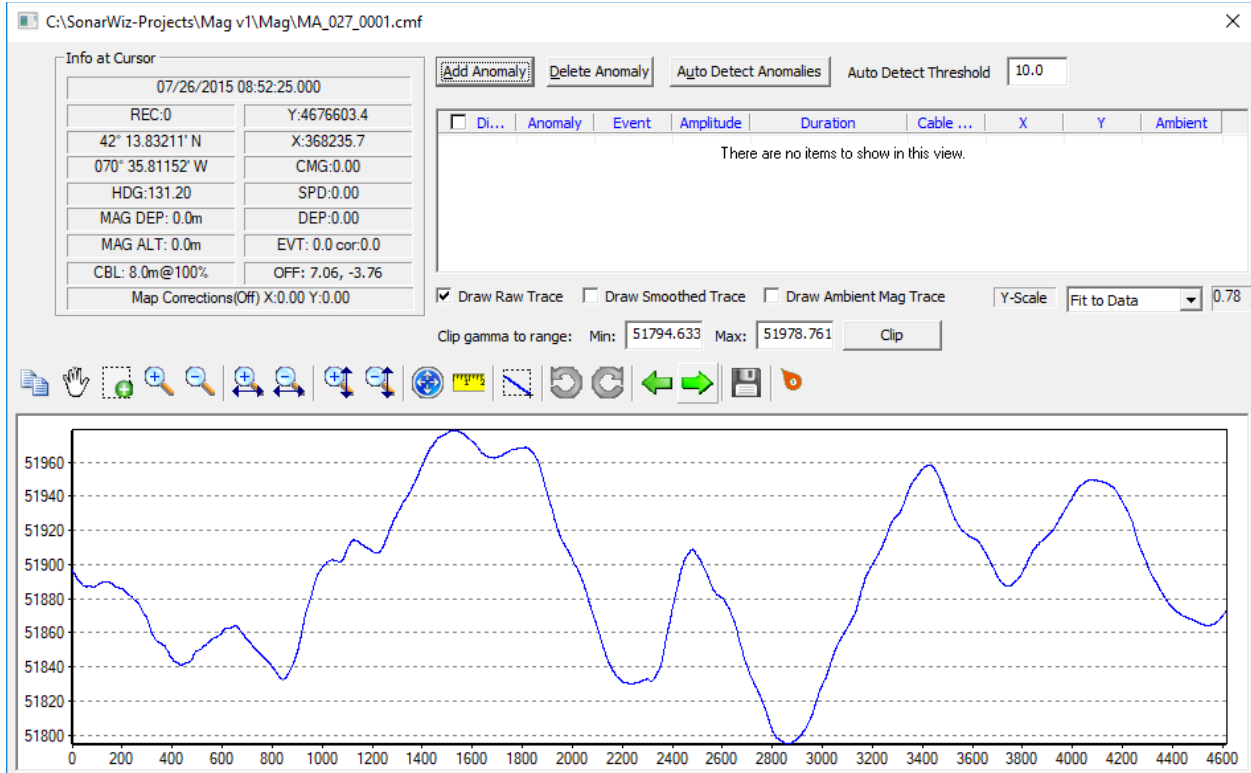 C:\SonarWiz-Projects\Mag v1\Mag\MA_027_0001.cmf
Info at Cursor
07/26/2015 08:52:25.000
REC:0 Y:4676603.4
42° 13.83211' N X:368235.7
070° 35.81152' W CMG:0.00
HDG:131.20 SPD:0.00
MAG DEP: 0.0m DEP:0.00
MAG ALT: 0.0m EVT: 0.0 cor:0.0
CBL: 8.0m@100% OFF: 7.06, -3.76
Map Corrections(Off) X:0.00 Y:0.00
Add Anomaly Delete Anomaly Auto Detect Anomalies Auto Detect Threshold 10.0
Di... Anomaly Event Amplitude Duration Cable ... X Y Ambient
There are no items to show in this view.
Draw Raw Trace Draw Smoothed Trace Draw Ambient Mag Trace Y-Scale Fit to Data 0.78
Clip gamma to range: Min: 51794.633 Max: 51978.761 Clip
51960
51940
51920
51900
51880
51860
51840
51820
51800
0 200 400 600 800 1000 1200 1400 1600 1800 2000 2200 2400 2600 2800 3000 3200 3400 3600 3800 4000 4200 4400 4600